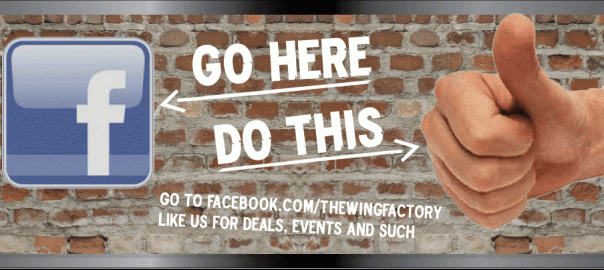 f
GO HERE
DO THIS
GO TO FACEBOOK.COM/THEWINGFACTORY
LIKE US FOR DEALS, EVENTS AND SUCH